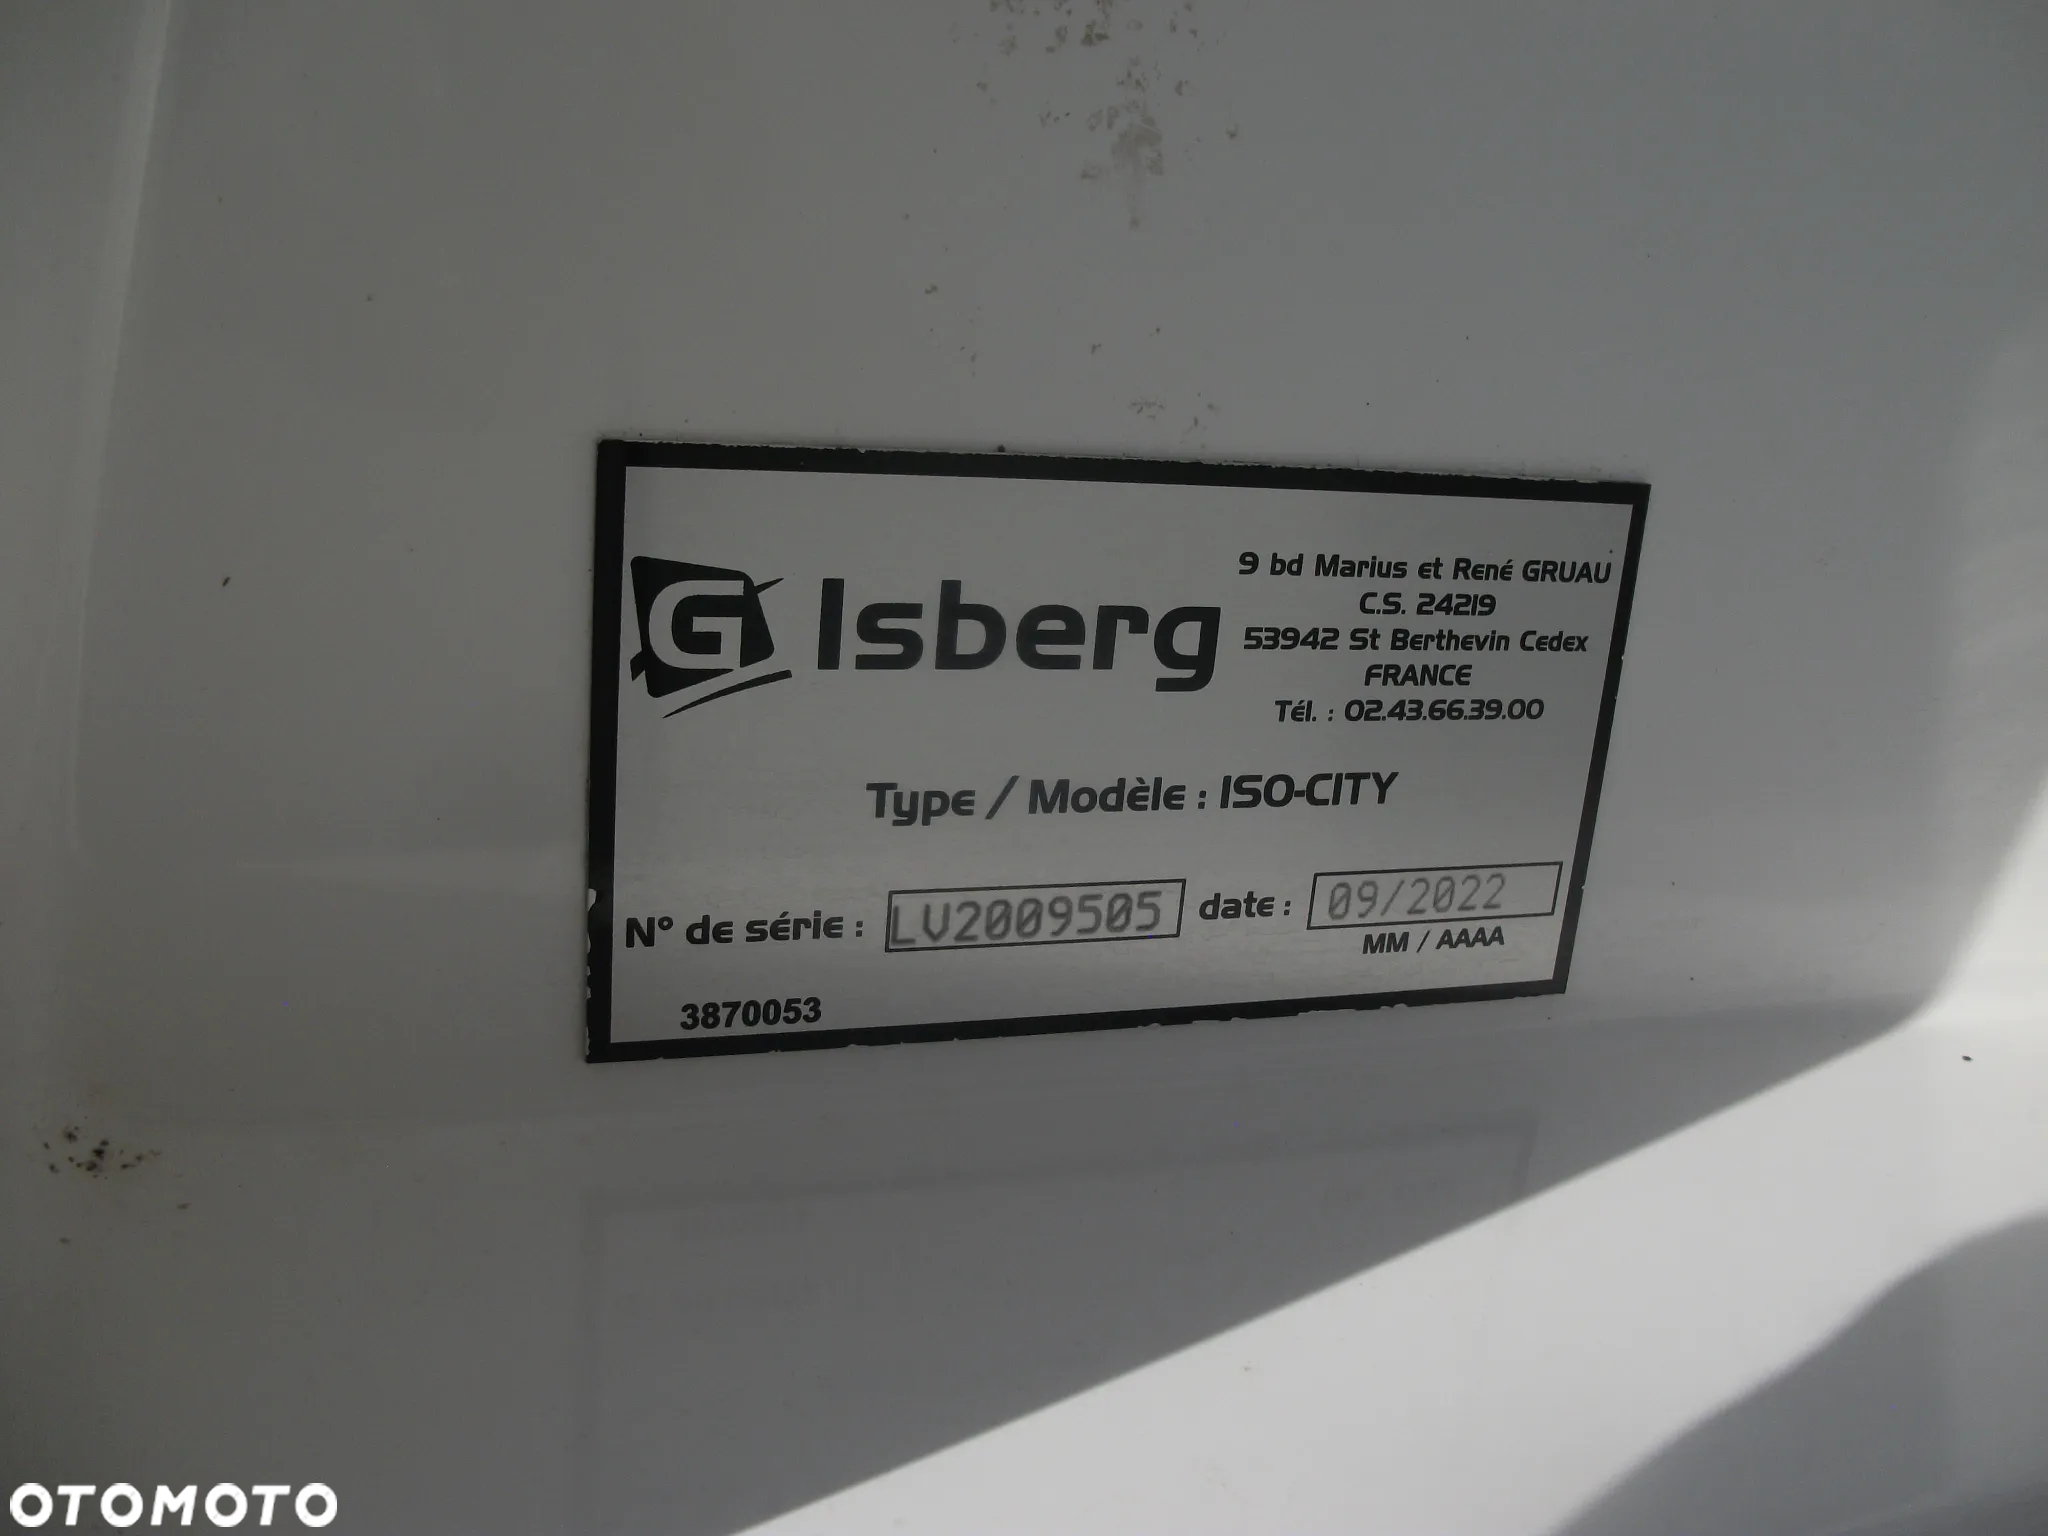 G Isberg
9 bd Marius et René GRUAU
C.S. 24219
53942 St Berthevin Cedex
FRANCE
Tél. : 02.43.66.39.00
Type / Modèle : ISO-CITY
N° de série : LV2009505 date : 09/2022
MM / AAAA
3870053
OTOMOTO